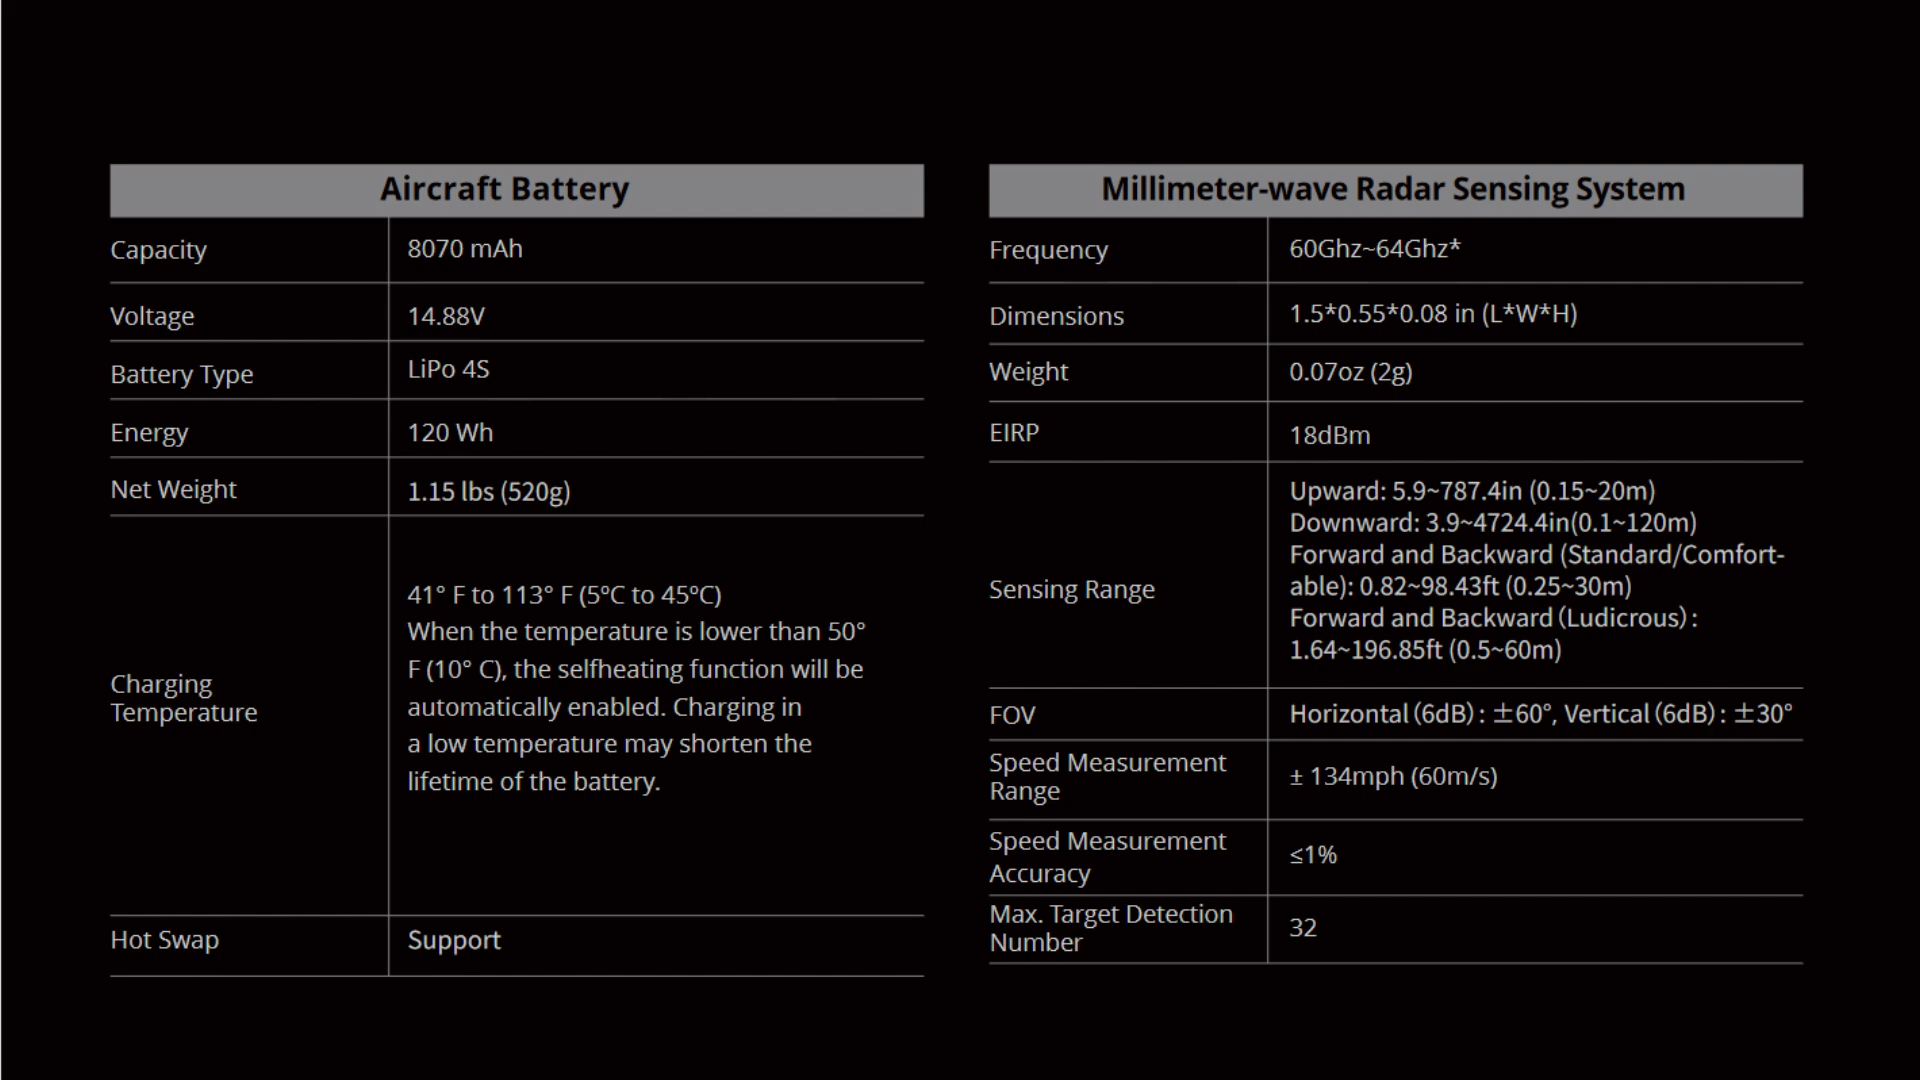 Aircraft Battery
Capacity
8070 mAh
Voltage
14.88V
Battery Type
LiPo 4S
Energy
120 Wh
Net Weight
1.15 lbs (520g)
Charging
Temperature
41° F to 113° F (5ºC to 45ºC)
When the temperature is lower than 50°
F (10° C), the selfheating function will be
automatically enabled. Charging in
a low temperature may shorten the
lifetime of the battery.
Hot Swap
Support
Millimeter-wave Radar Sensing System
Frequency
60Ghz~64Ghz*
Dimensions
1.5*0.55*0.08 in (L*W*H)
Weight
0.07oz (2g)
EIRP
18dBm
Sensing Range
Upward: 5.9~787.4in (0.15~20m)
Downward: 3.9~4724.4in(0.1~120m)
Forward and Backward (Standard/Comfort-
able): 0.82~98.43ft (0.25~30m)
Forward and Backward（Ludicrous）:
1.64~196.85ft (0.5~60m)
FOV
Horizontal（6dB）: ±60°, Vertical（6dB）: ±30°
Speed Measurement
Range
± 134mph (60m/s)
Speed Measurement
Accuracy
≤1%
Max. Target Detection
Number
32